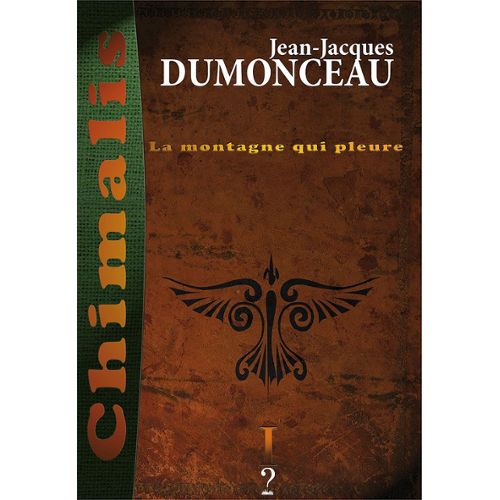 Jean-Jacques
DUMONCEAU
La montagne qui pleure
Chimalis
I
?